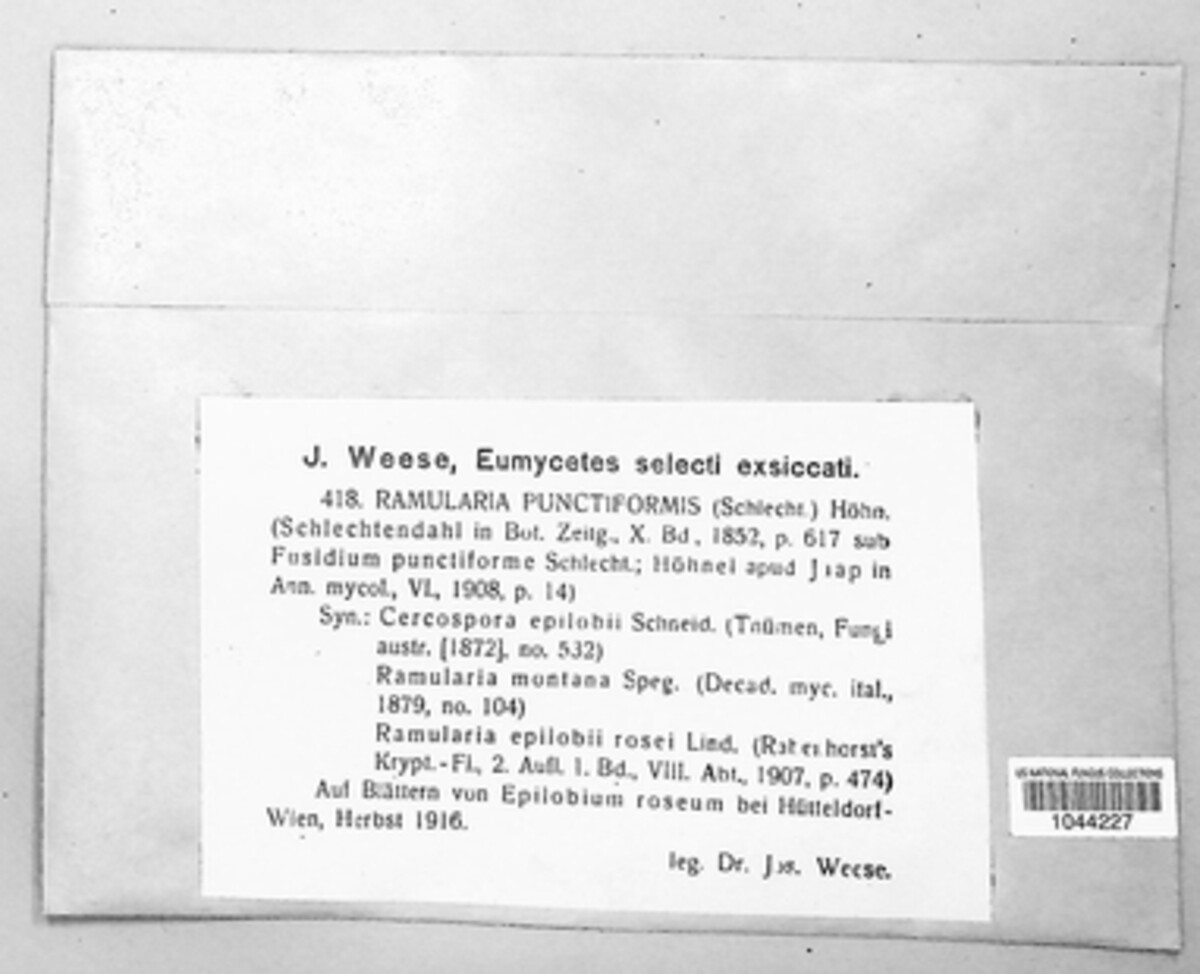 J. Weese, Eumycetes selecti exsiccati.
418. RAMULARIA PUNCTIFORMIS (Schlecht.) Höhn.
(Schlechtendahl in Bot. Zeitg., X. Bd., 1852, p. 617 sub
Fusidium punctiforme Schlecht.; Höhnel apud Jaap in
Ann. mycol., VI., 1908, p. 14)
Syn.: Cercospora epilobii Schneid. (Thümen, Fungi
austr. [1872], no. 532)
Ramularia montana Speg. (Decad. myc. ital.,
1879, no. 104)
Ramularia epilobii rosei Lind. (Rabenhorst's
Krypt.-Fl., 2. Aufl. I. Bd., VIII. Abt., 1907, p. 474)
Auf Blättern von Epilobium roseum bei Hütteldorf-
Wien, Herbst 1916.
leg. Dr. Jos. Weese.
US NATIONAL FUNGUS COLLECTIONS
1044227